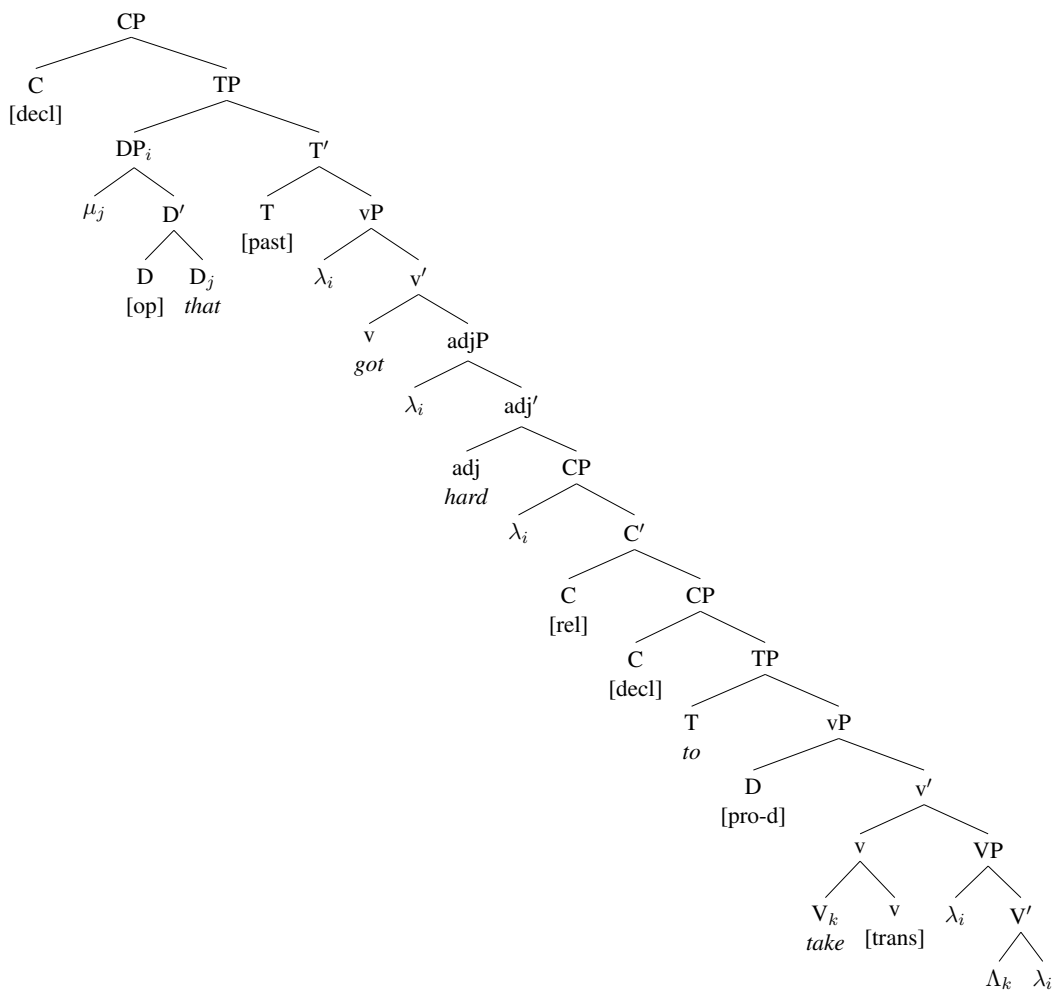 CP
C TP
[decl]
DPᵢ T′
μⱼ D′ T vP
[past]
D Dⱼ λᵢ v′
[op] that
v adjP
got
λᵢ adj′
adj CP
hard
λᵢ C′
C CP
[rel]
C TP
[decl]
T vP
to
D v′
[pro-d]
v VP
Vₖ v λᵢ V′
take [trans]
Λₖ λᵢ